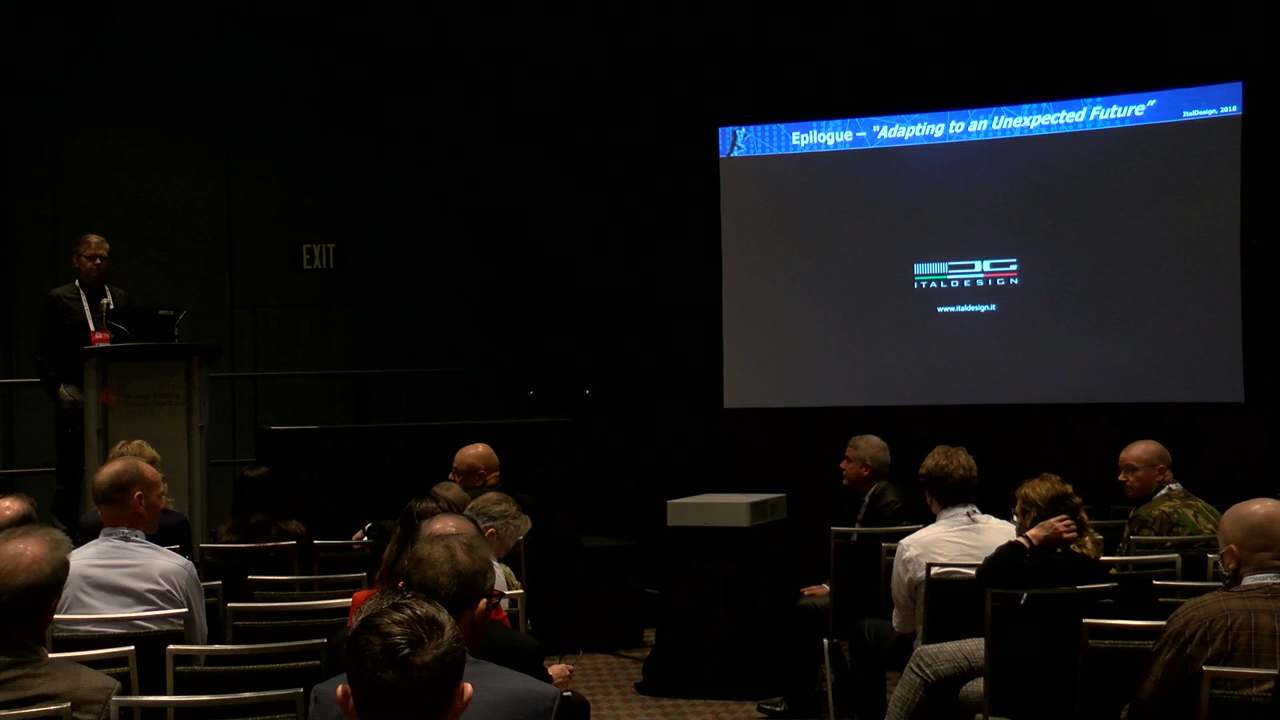 Epilogue – "Adapting to an Unexpected Future"
ItalDesign, 2018
EXIT
ITALDESIGN
www.italdesign.it